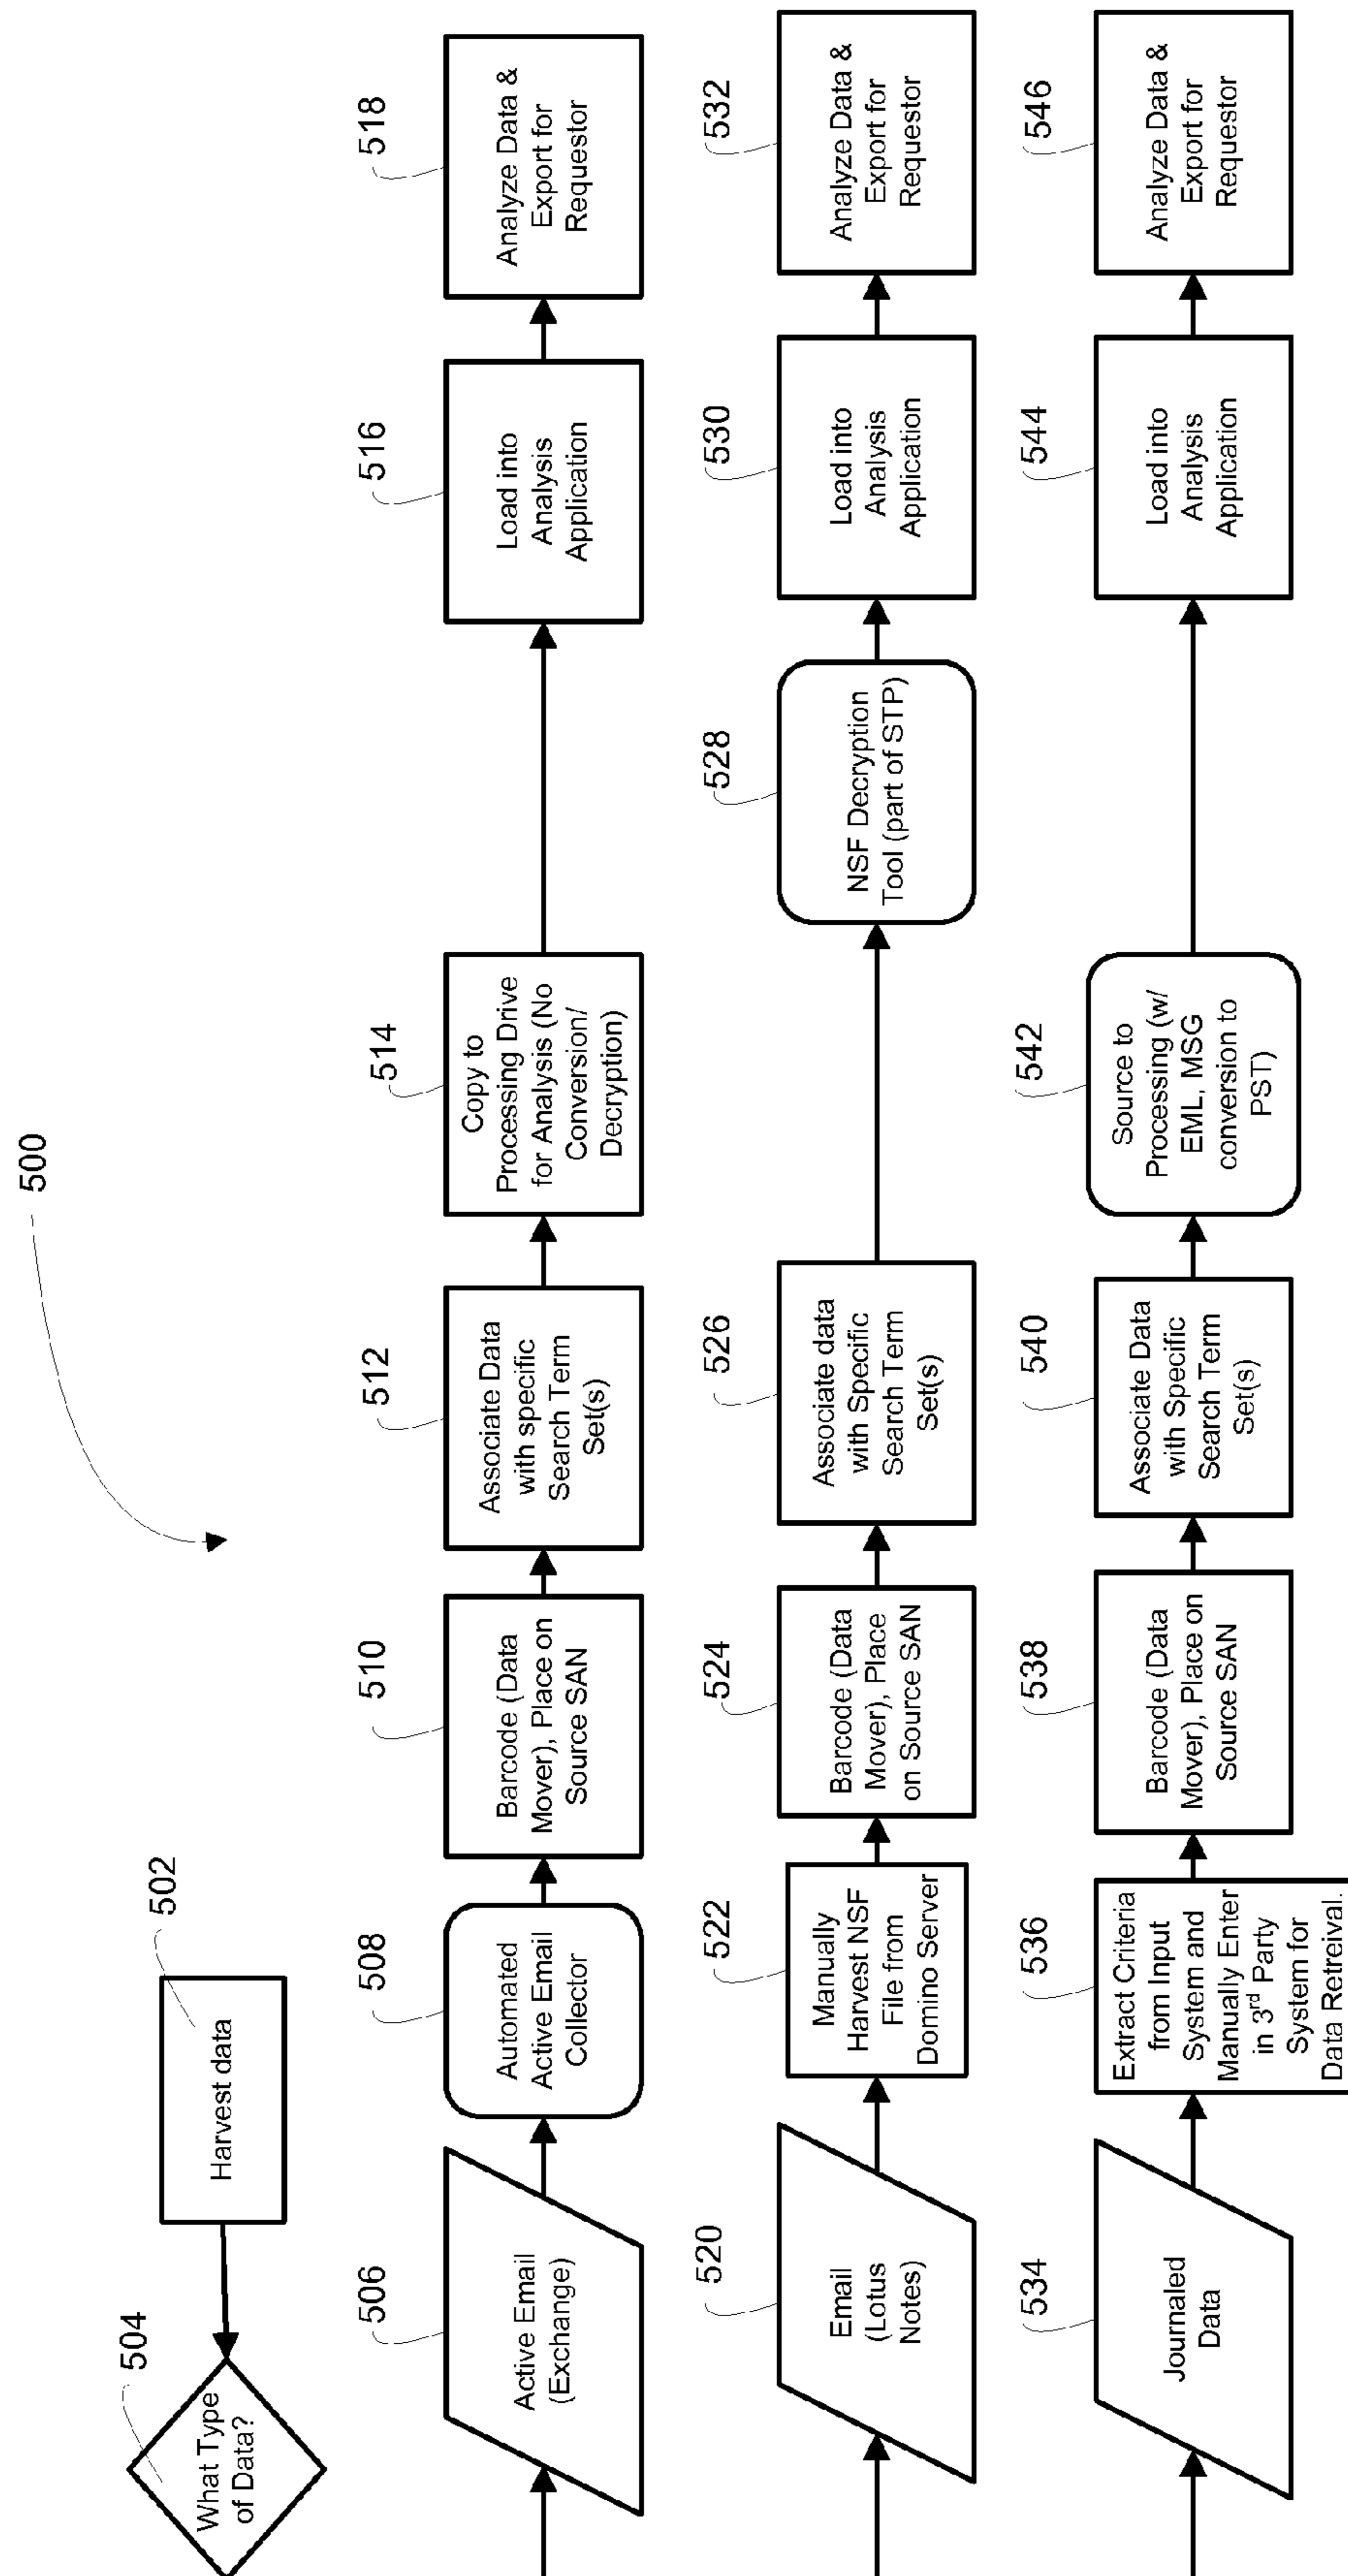 500
502
Harvest data
504
What Type
of Data?
506
Active Email
(Exchange)
508
Automated
Active Email
Collector
510
Barcode (Data
Mover), Place on
Source SAN
512
Associate Data
with specific
Search Term
Set(s)
514
Copy to
Processing Drive
for Analysis (No
Conversion/
Decryption)
516
Load into
Analysis
Application
518
Analyze Data &
Export for
Requestor
520
Email
(Lotus
Notes)
522
Manually
Harvest NSF
File from
Domino Server
524
Barcode (Data
Mover), Place
on Source SAN
526
Associate data
with Specific
Search Term
Set(s)
528
NSF Decryption
Tool (part of STP)
530
Load into
Analysis
Application
532
Analyze Data &
Export for
Requestor
534
Journaled
Data
536
Extract Criteria
from Input
System and
Manually Enter
in 3rd Party
System for
Data Retreival.
538
Barcode (Data
Mover), Place on
Source SAN
540
Associate Data
with Specific
Search Term
Set(s)
542
Source to
Processing (w/
EML, MSG
conversion to
PST)
544
Load into
Analysis
Application
546
Analyze Data &
Export for
Requestor